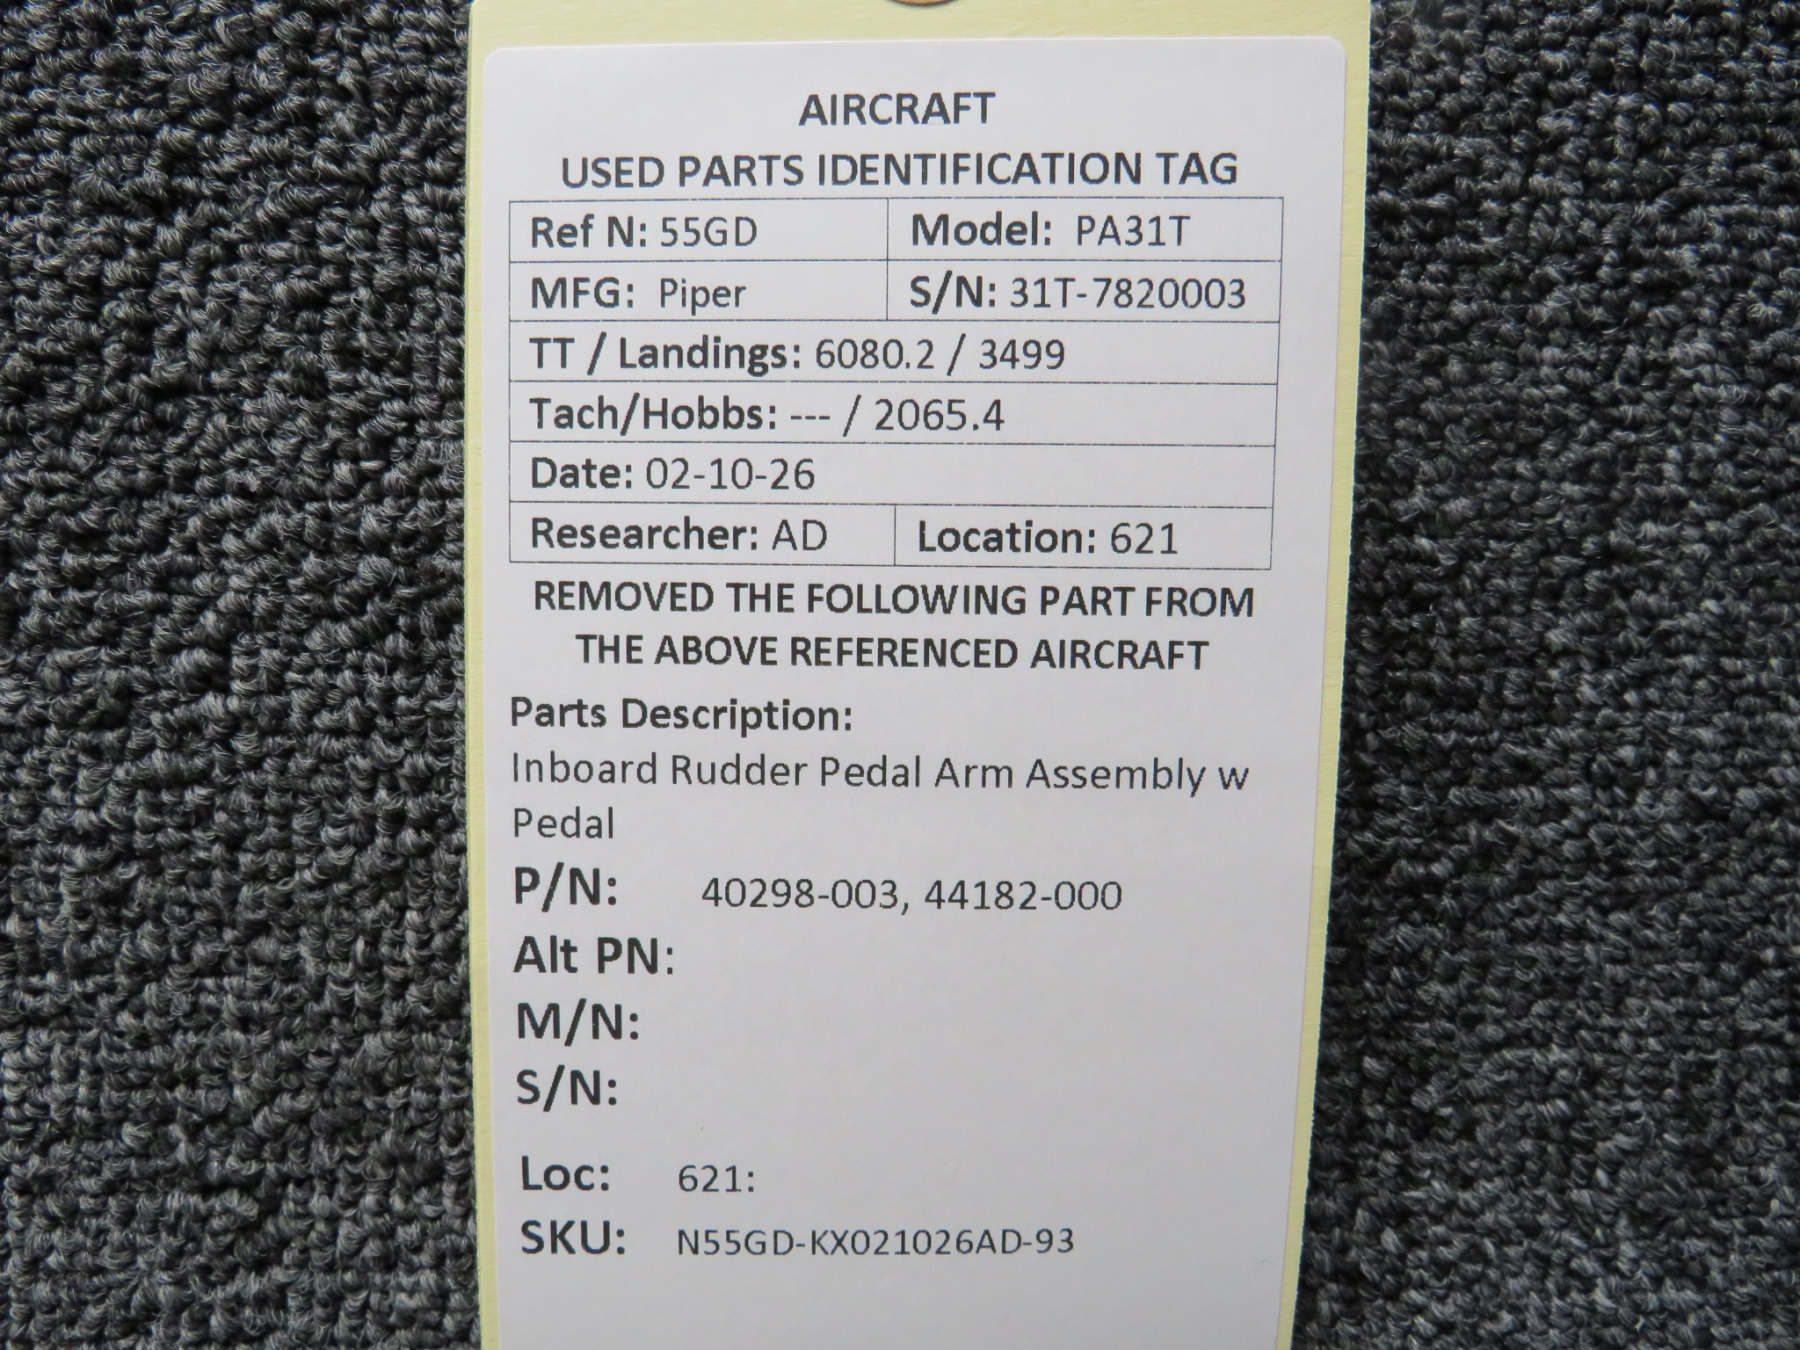 AIRCRAFT
USED PARTS IDENTIFICATION TAG
Ref N: 55GD Model: PA31T
MFG: Piper S/N: 31T-7820003
TT / Landings: 6080.2 / 3499
Tach/Hobbs: --- / 2065.4
Date: 02-10-26
Researcher: AD Location: 621
REMOVED THE FOLLOWING PART FROM
THE ABOVE REFERENCED AIRCRAFT
Parts Description:
Inboard Rudder Pedal Arm Assembly w
Pedal
P/N: 40298-003, 44182-000
Alt PN:
M/N:
S/N:
Loc: 621:
SKU: N55GD-KX021026AD-93